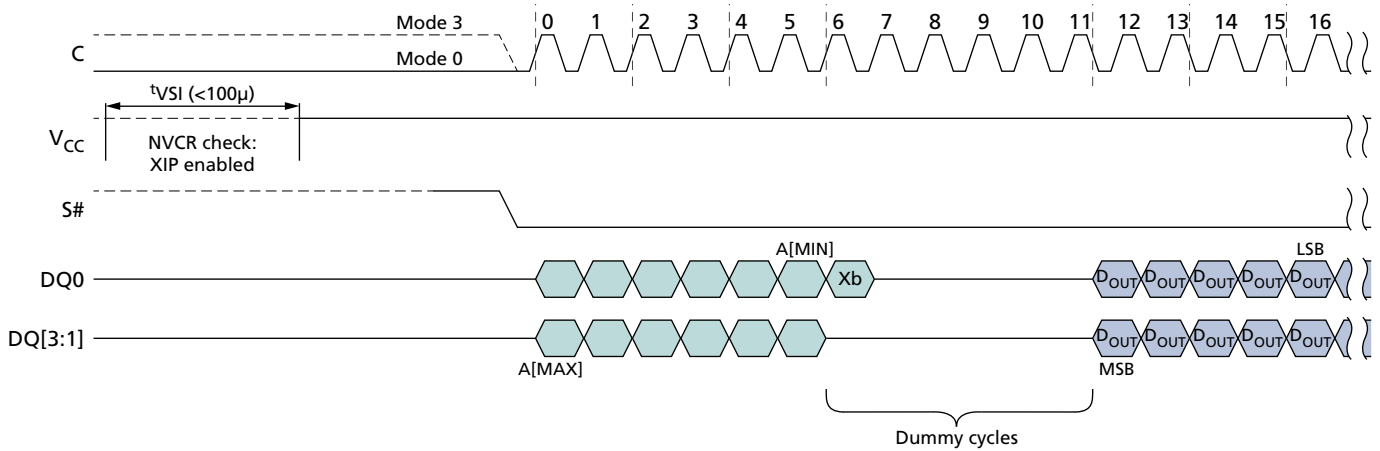 Mode 3
0 1 2 3 4 5 6 7 8 9 10 11 12 13 14 15 16
C
Mode 0
tVSI (<100µ)
VCC
NVCR check:
XIP enabled
S#
A[MIN]
LSB
DQ0
Xb
DOUT DOUT DOUT DOUT DOUT
DQ[3:1]
DOUT DOUT DOUT DOUT DOUT
A[MAX]
MSB
Dummy cycles